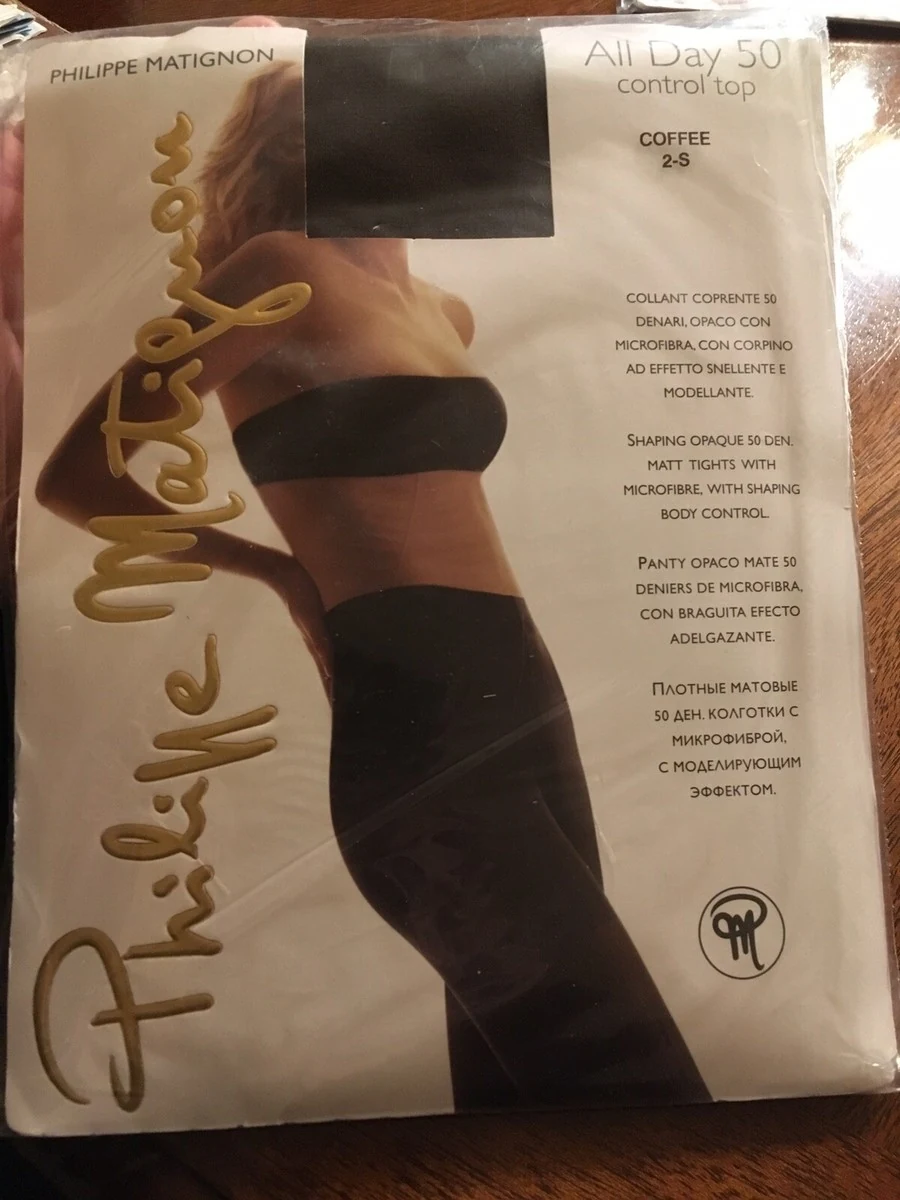 PHILIPPE MATIGNON
All Day 50
control top
COFFEE
2-S
Philippe Matignon
COLLANT COPRENTE 50
DENARI, OPACO CON
MICROFIBRA, CON CORPINO
AD EFFETTO SNELLENTE E
MODELLANTE.
SHAPING OPAQUE 50 DEN.
MATT TIGHTS WITH
MICROFIBRE, WITH SHAPING
BODY CONTROL.
PANTY OPACO MATE 50
DENIERS DE MICROFIBRA,
CON BRAGUITA EFECTO
ADELGAZANTE.
ПЛОТНЫЕ МАТОВЫЕ
50 ДЕН. КОЛГОТКИ С
МИКРОФИБРОЙ,
С МОДЕЛИРУЮЩИМ
ЭФФЕКТОМ.
PM